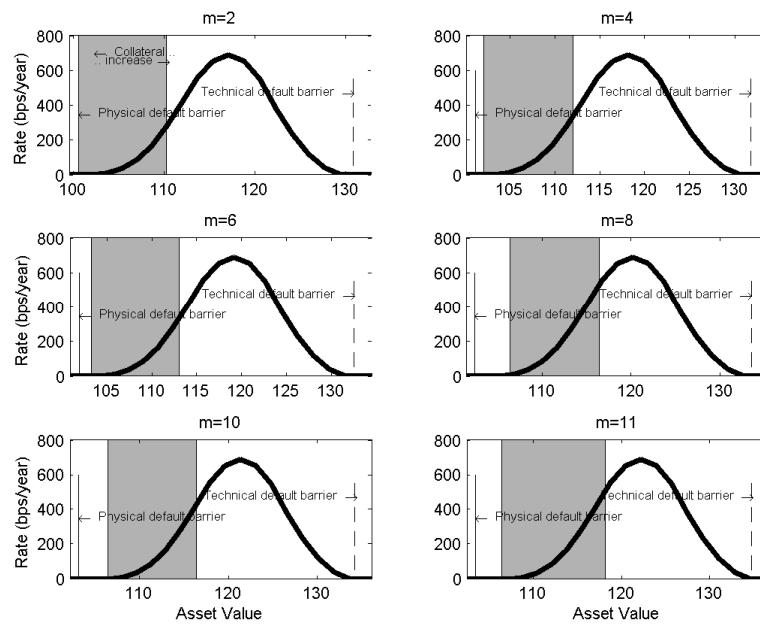 m=2
800
600
400
200
0
Rate (bps/year)
← Collateral ..
.. increase →
Technical default barrier →
← Physical default barrier
100 110 120 130
m=4
800
600
400
200
0
Technical default barrier →
← Physical default barrier
105 110 115 120 125 130
m=6
800
600
400
200
0
Rate (bps/year)
Technical default barrier →
← Physical default barrier
105 110 115 120 125 130
m=8
800
600
400
200
0
Technical default barrier →
← Physical default barrier
110 120 130
m=10
800
600
400
200
0
Rate (bps/year)
Technical default barrier →
← Physical default barrier
110 120 130
Asset Value
m=11
800
600
400
200
0
Technical default barrier →
← Physical default barrier
110 120 130
Asset Value